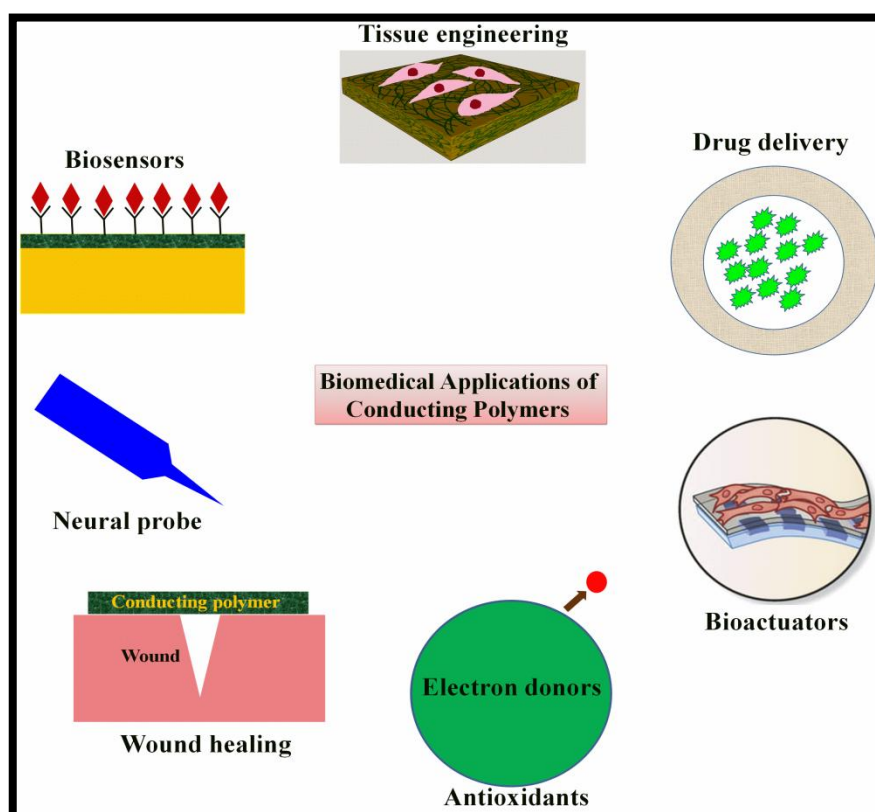 Tissue engineering
Biosensors
Drug delivery
Biomedical Applications of
Conducting Polymers
Neural probe
Bioactuators
Conducting polymer
Wound
Wound healing
Electron donors
Antioxidants